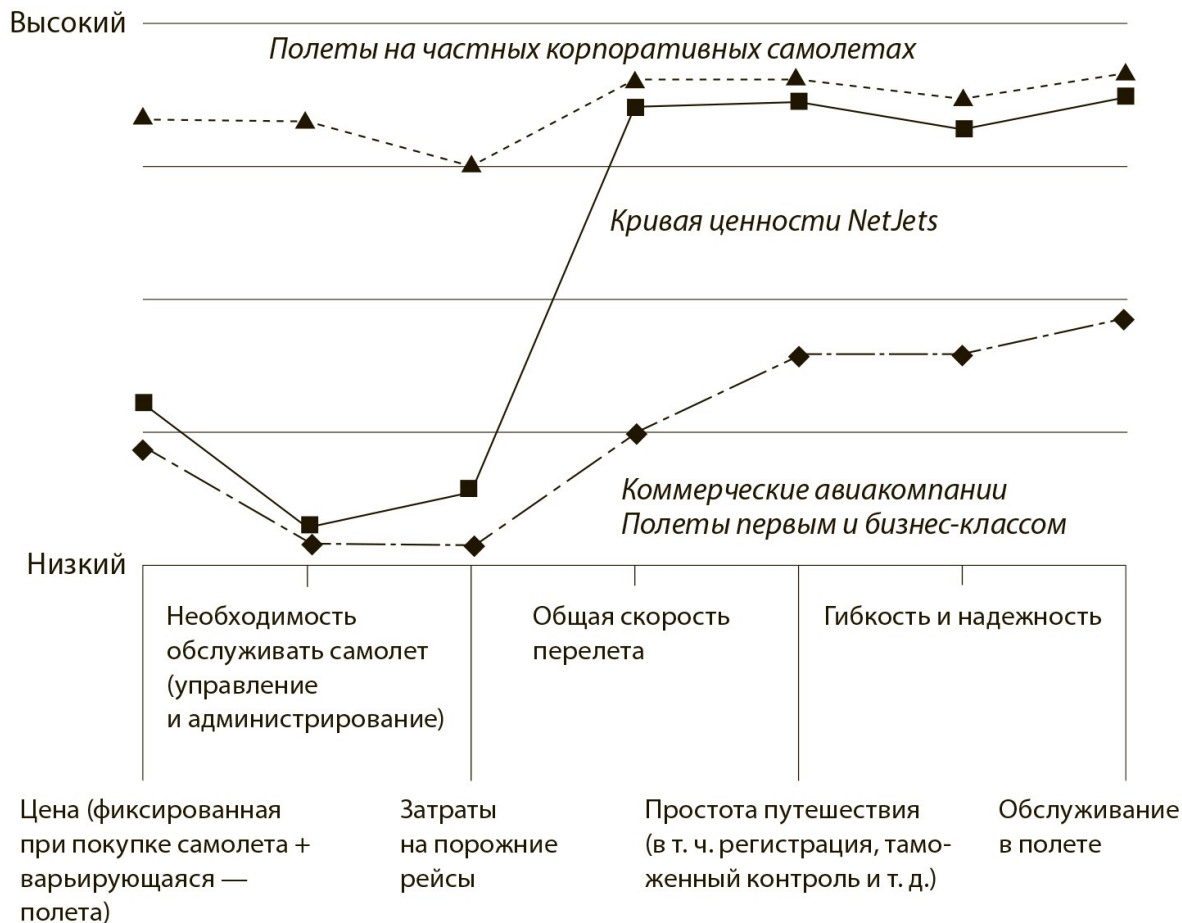 Высокий
Полеты на частных корпоративных самолетах
Кривая ценности NetJets
Коммерческие авиакомпании
Полеты первым и бизнес-классом
Низкий
Необходимость
обслуживать самолет
(управление
и администрирование)
Общая скорость
перелета
Гибкость и надежность
Цена (фиксированная
при покупке самолета +
варьирующаяся —
полета)
Затраты
на порожние
рейсы
Простота путешествия
(в т. ч. регистрация, тамо-
женный контроль и т. д.)
Обслуживание
в полете